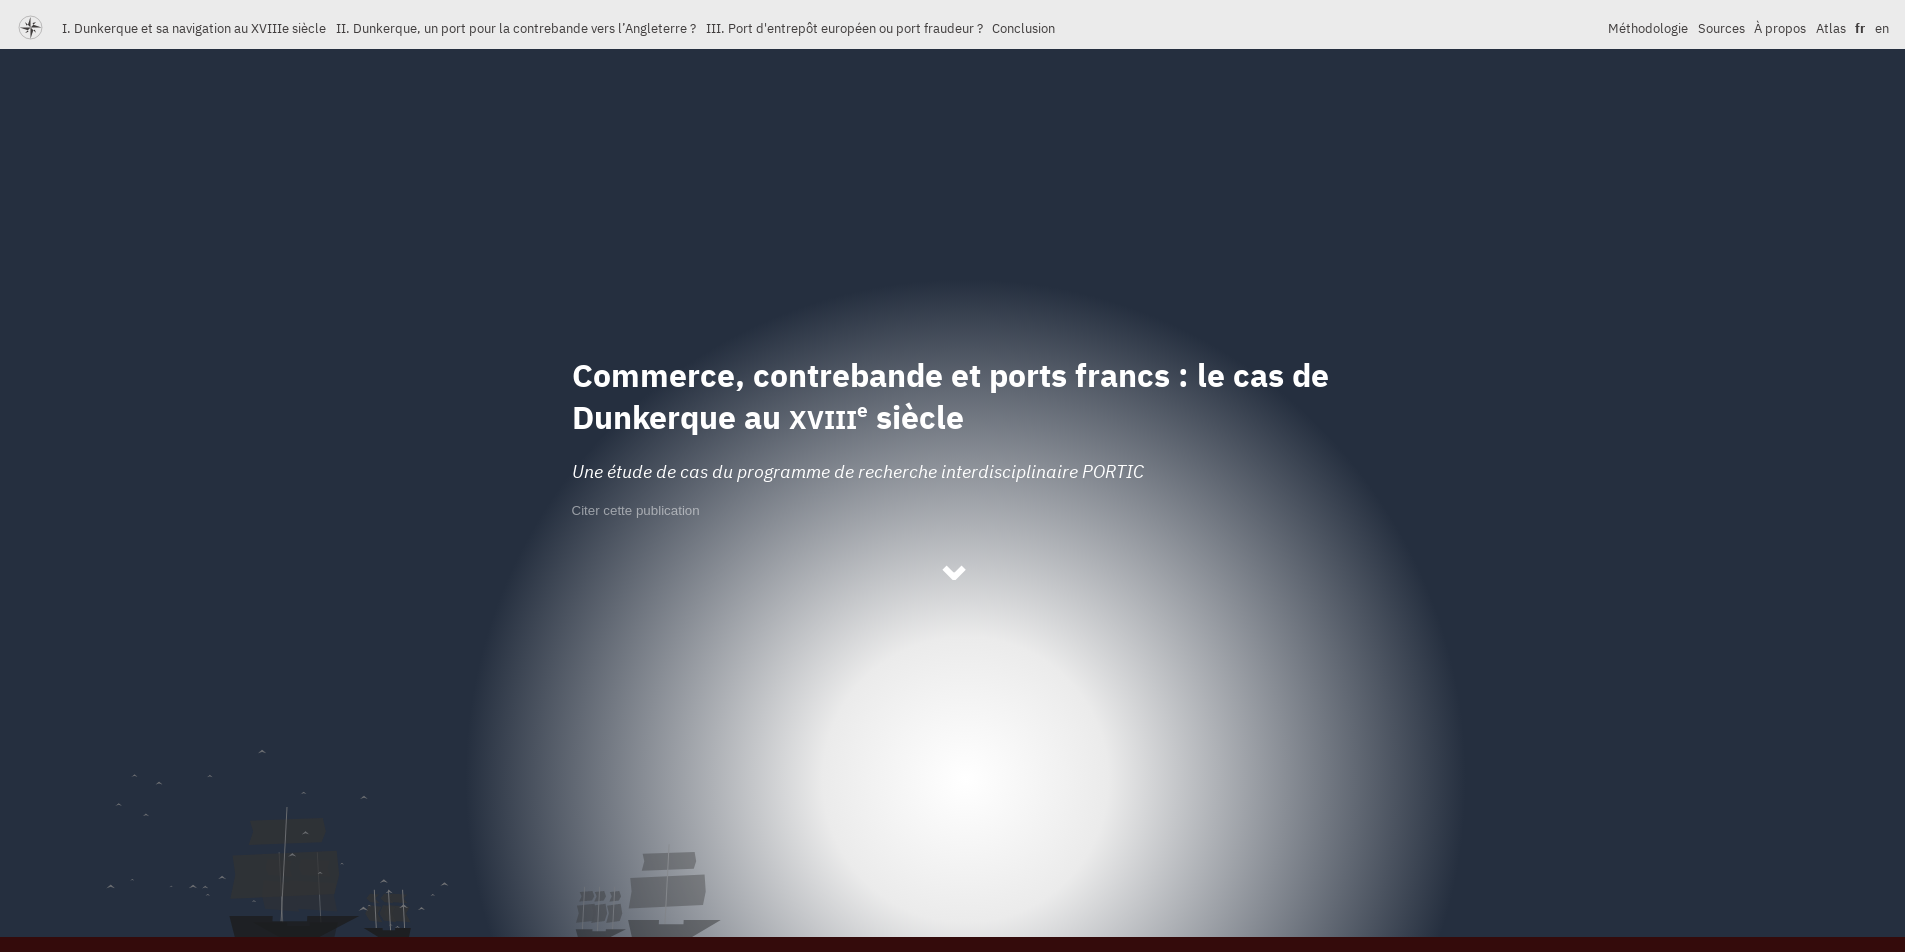 I. Dunkerque et sa navigation au XVIIIe siècle II. Dunkerque, un port pour la contrebande vers l’Angleterre ? III. Port d'entrepôt européen ou port fraudeur ? Conclusion Méthodologie Sources À propos Atlas fr en
Commerce, contrebande et ports francs : le cas de
Dunkerque au XVIIIe siècle
Une étude de cas du programme de recherche interdisciplinaire PORTIC
Citer cette publication